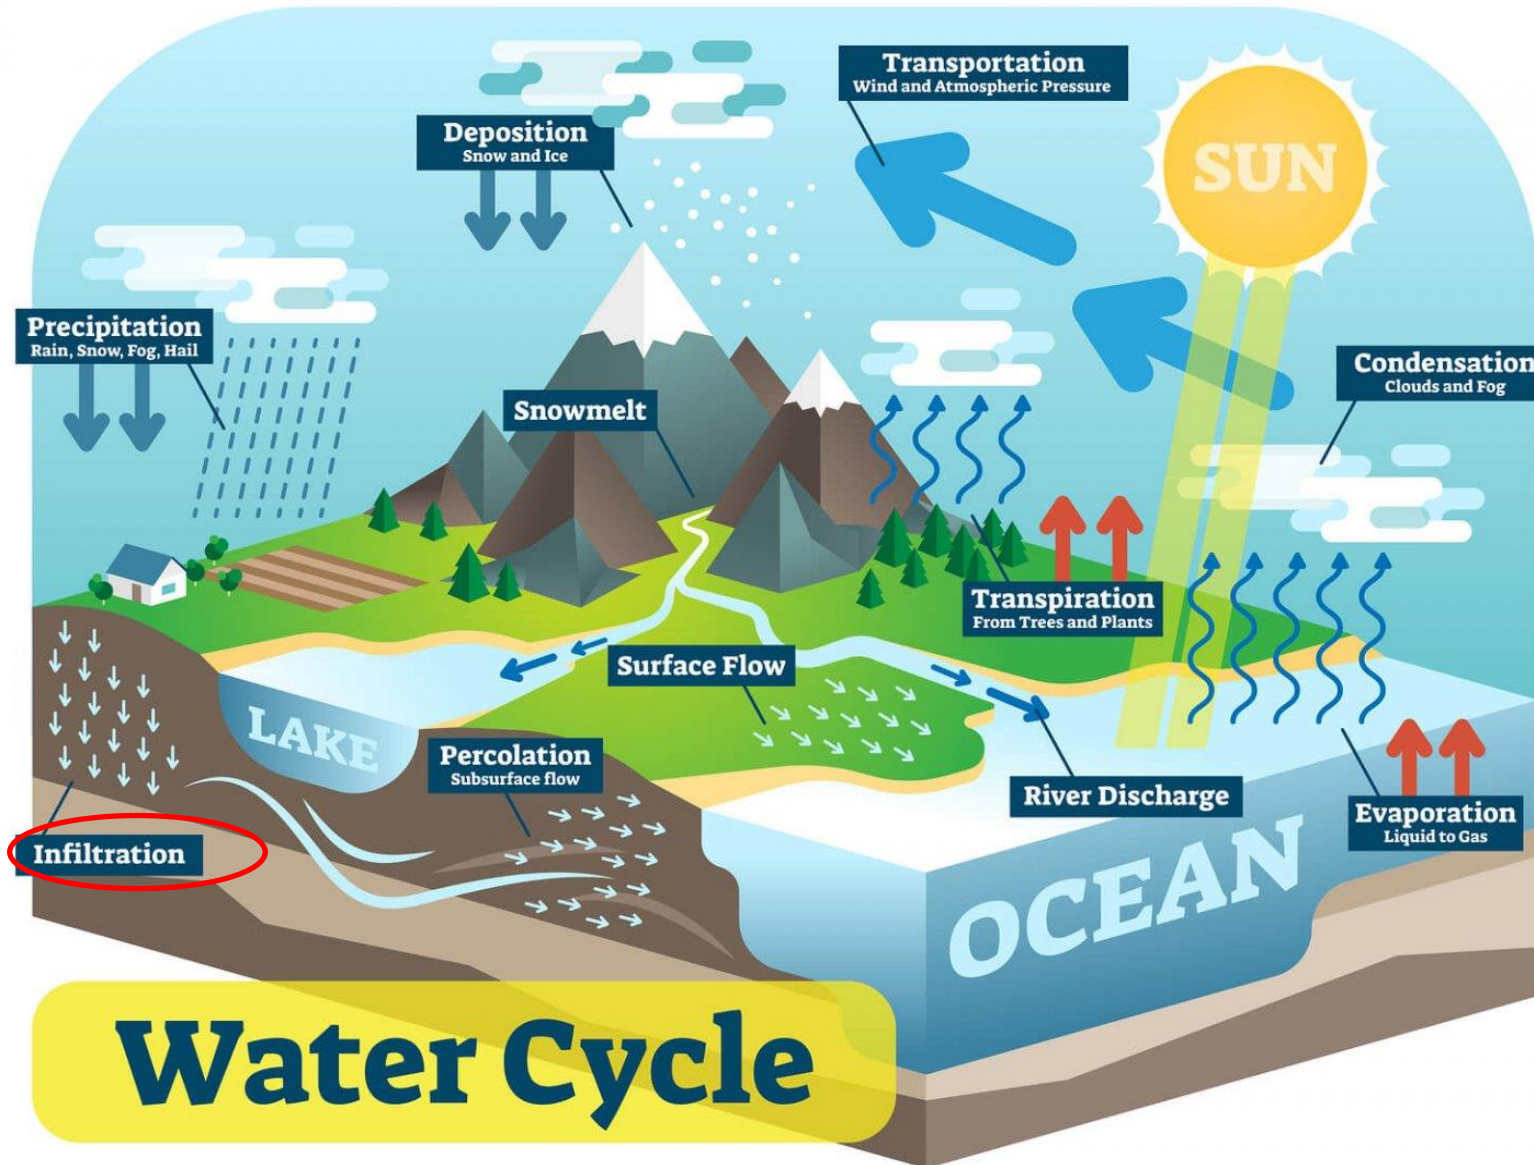 Transportation
Wind and Atmospheric Pressure
Deposition
Snow and Ice
SUN
Precipitation
Rain, Snow, Fog, Hail
Condensation
Clouds and Fog
Snowmelt
Transpiration
From Trees and Plants
Surface Flow
LAKE
Percolation
Subsurface flow
River Discharge
Evaporation
Liquid to Gas
Infiltration
OCEAN
Water Cycle